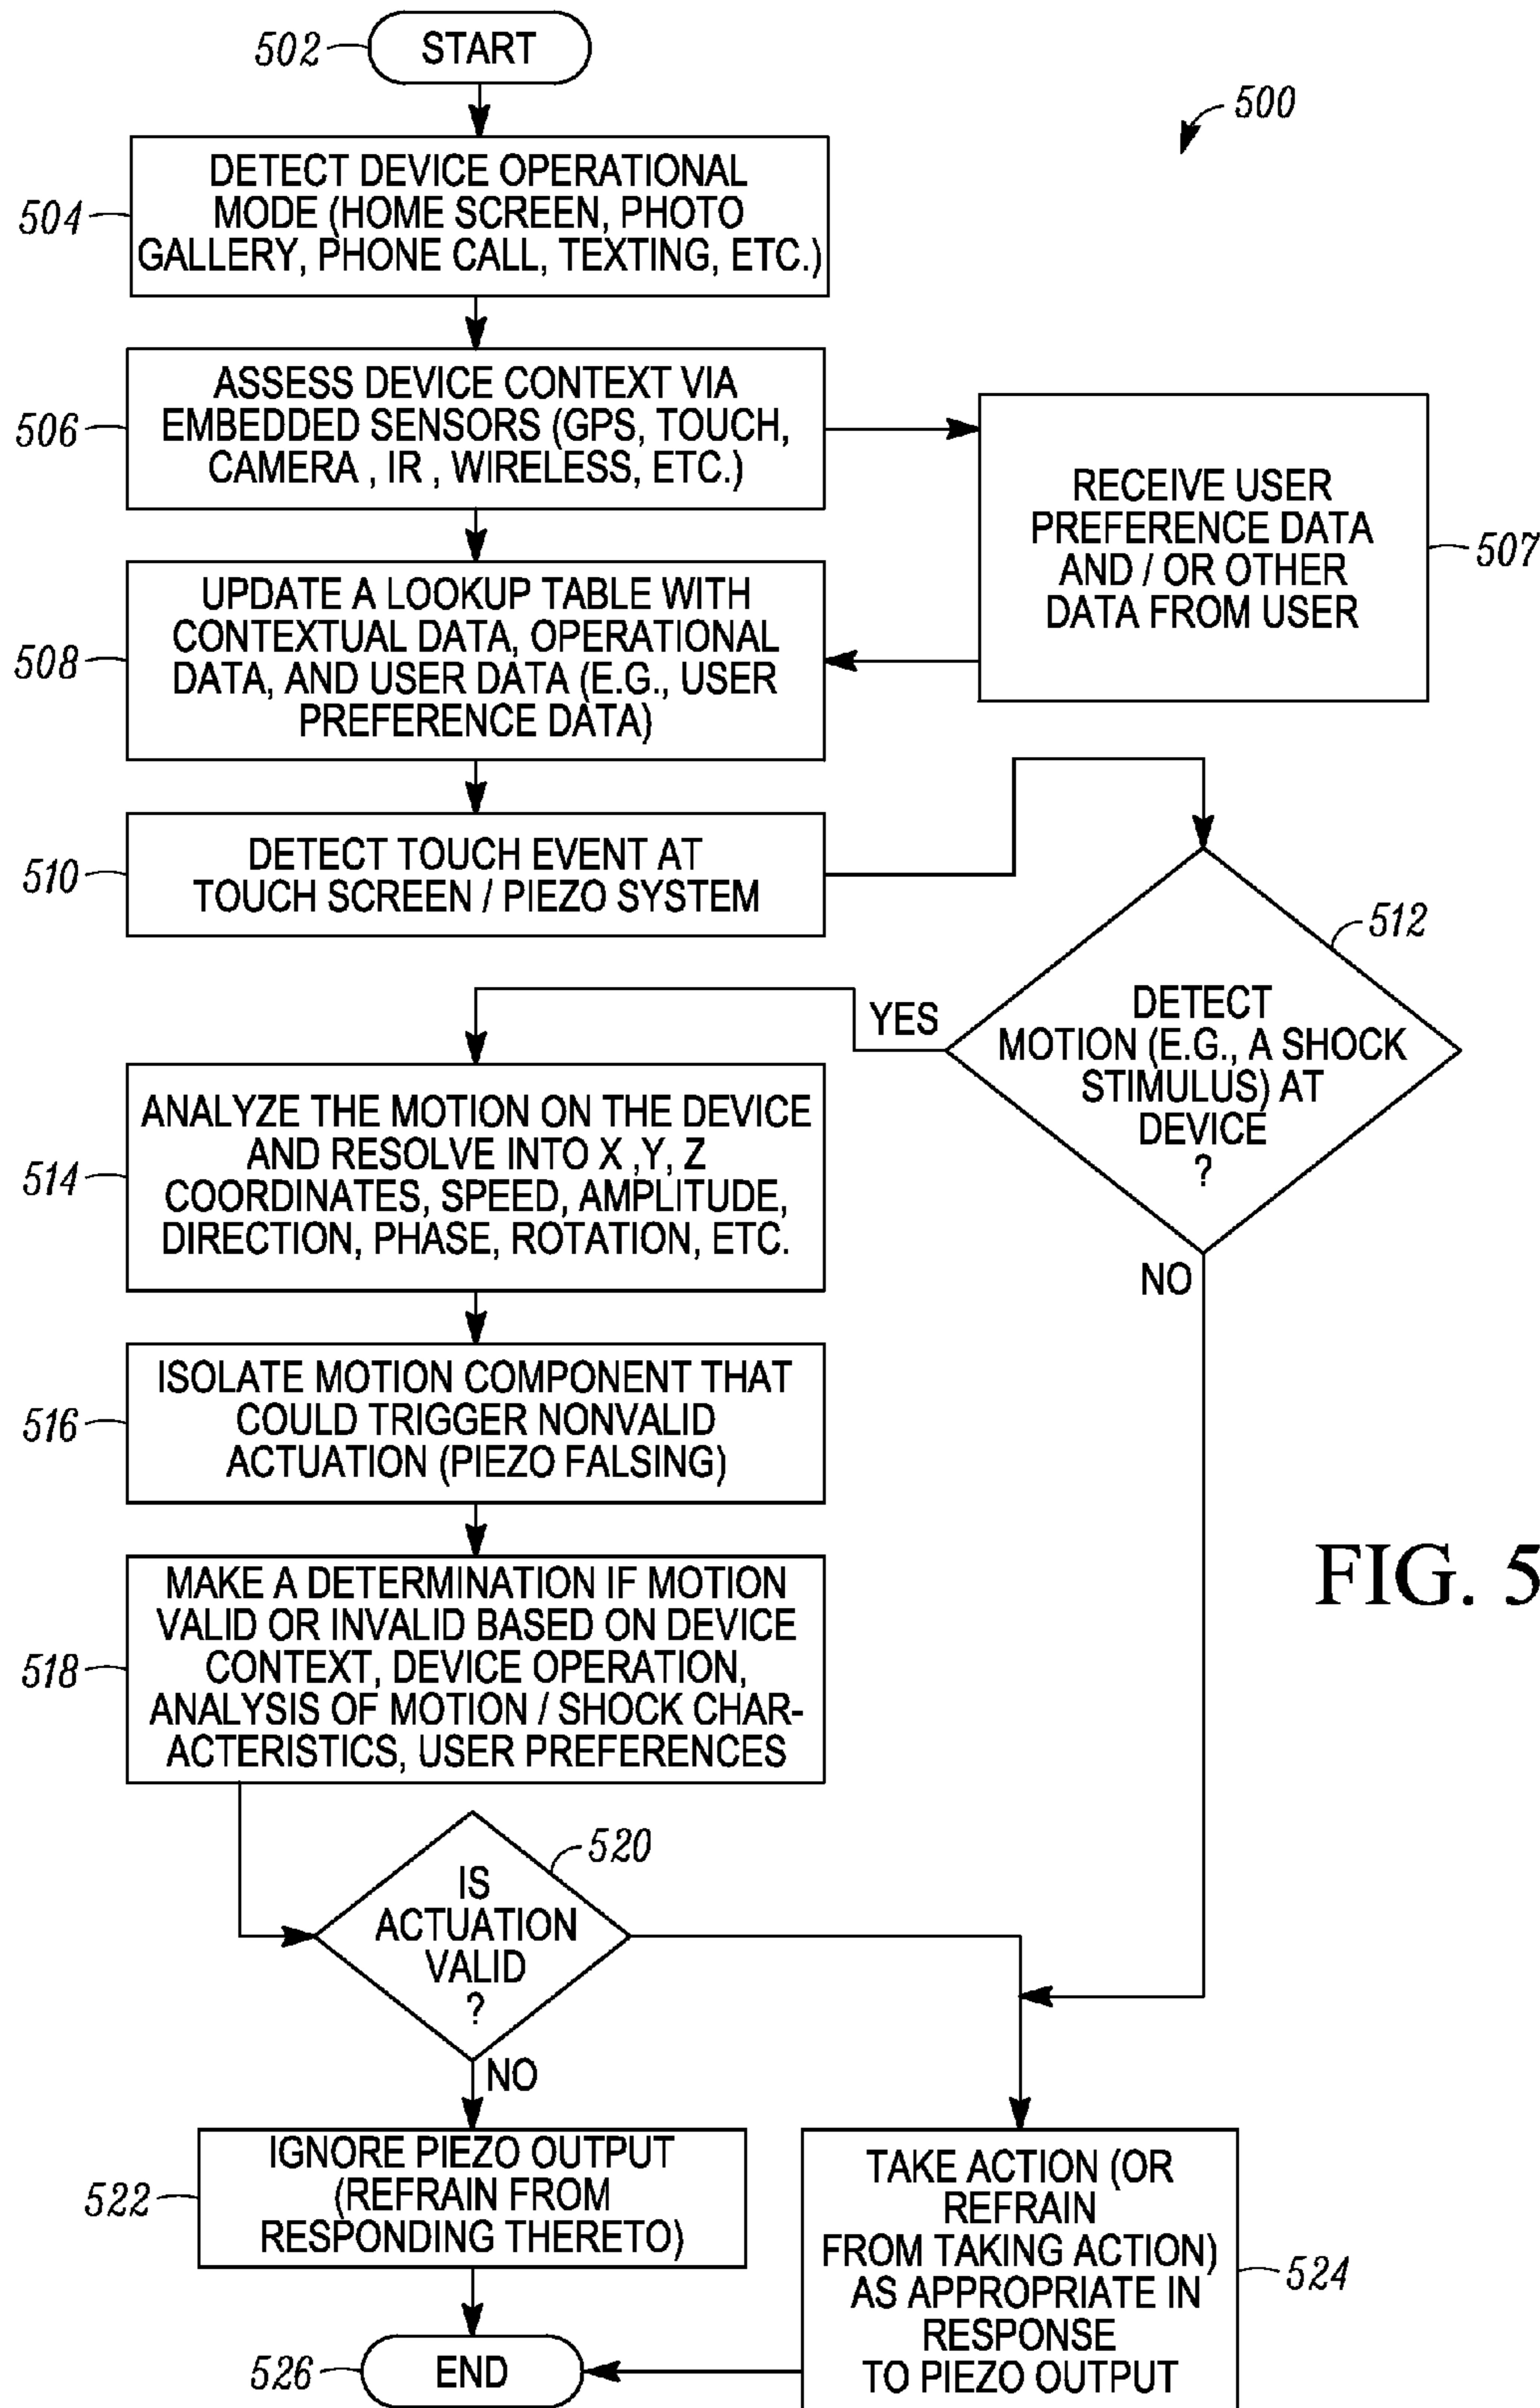 502
START
500
504
DETECT DEVICE OPERATIONAL
MODE (HOME SCREEN, PHOTO
GALLERY, PHONE CALL, TEXTING, ETC.)
506
ASSESS DEVICE CONTEXT VIA
EMBEDDED SENSORS (GPS, TOUCH,
CAMERA , IR , WIRELESS, ETC.)
RECEIVE USER
PREFERENCE DATA
AND / OR OTHER
DATA FROM USER
507
508
UPDATE A LOOKUP TABLE WITH
CONTEXTUAL DATA, OPERATIONAL
DATA, AND USER DATA (E.G., USER
PREFERENCE DATA)
510
DETECT TOUCH EVENT AT
TOUCH SCREEN / PIEZO SYSTEM
512
DETECT
MOTION (E.G., A SHOCK
STIMULUS) AT
DEVICE
?
YES
NO
514
ANALYZE THE MOTION ON THE DEVICE
AND RESOLVE INTO X ,Y, Z
COORDINATES, SPEED, AMPLITUDE,
DIRECTION, PHASE, ROTATION, ETC.
516
ISOLATE MOTION COMPONENT THAT
COULD TRIGGER NONVALID
ACTUATION (PIEZO FALSING)
518
MAKE A DETERMINATION IF MOTION
VALID OR INVALID BASED ON DEVICE
CONTEXT, DEVICE OPERATION,
ANALYSIS OF MOTION / SHOCK CHAR-
ACTERISTICS, USER PREFERENCES
FIG. 5
520
IS
ACTUATION
VALID
?
NO
522
IGNORE PIEZO OUTPUT
(REFRAIN FROM
RESPONDING THERETO)
TAKE ACTION (OR
REFRAIN
FROM TAKING ACTION)
AS APPROPRIATE IN
RESPONSE
TO PIEZO OUTPUT
524
526
END